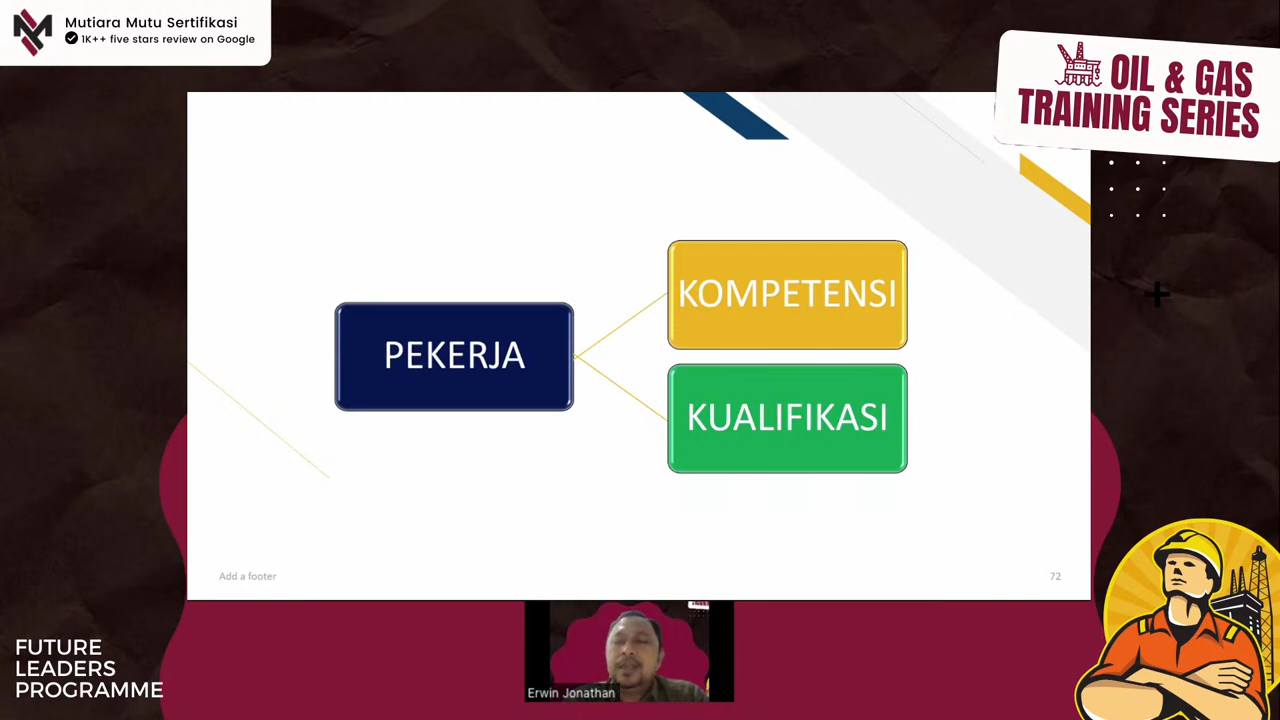 Mutiara Mutu Sertifikasi
1K++ five stars review on Google
OIL & GAS
TRAINING SERIES
KOMPETENSI
PEKERJA
KUALIFIKASI
Add a footer
72
Erwin Jonathan
FUTURE
LEADERS
PROGRAMME